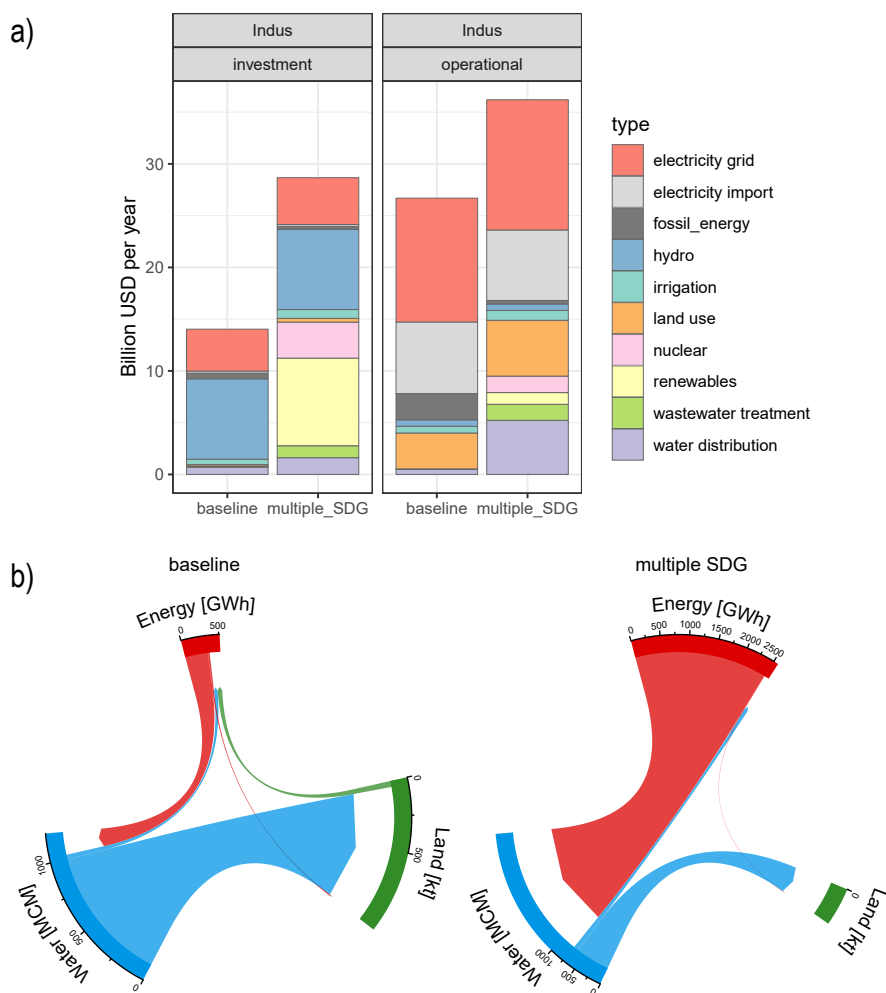 a)
Indus
Indus
investment
operational
Billion USD per year
30
20
10
0
baseline
multiple_SDG
baseline
multiple_SDG
type
electricity grid
electricity import
fossil_energy
hydro
irrigation
land use
nuclear
renewables
wastewater treatment
water distribution
b)
baseline
Energy [GWh]
0
500
Land [kt]
0
500
Water [MCM]
0
500
1000
multiple SDG
Energy [GWh]
0
500
1000
1500
2000
2500
Land [kt]
0
Water [MCM]
0
500
1000